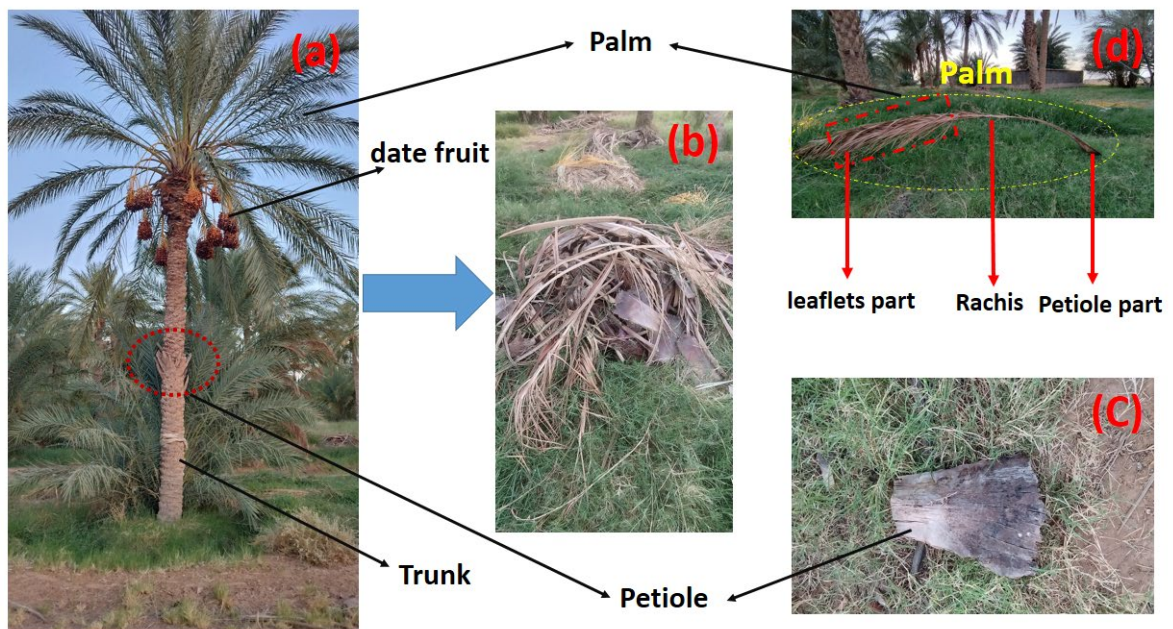 (a)
Palm
date fruit
(b)
(d)
Palm
leaflets part
Rachis
Petiole part
(C)
Trunk
Petiole